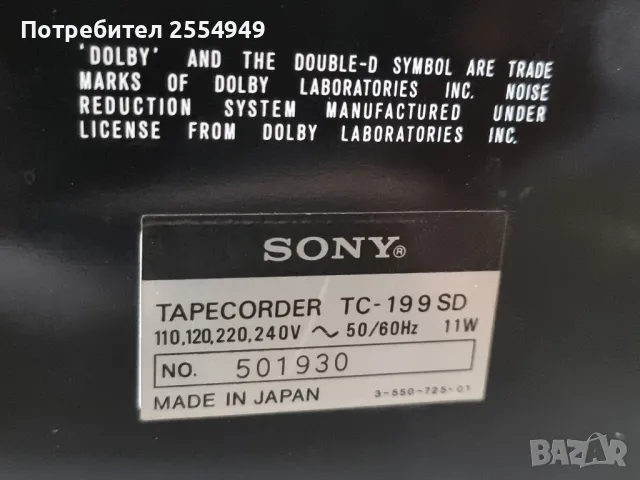 Потребител 2554949
'DOLBY' AND THE DOUBLE-D SYMBOL ARE TRADE
MARKS OF DOLBY LABORATORIES INC. NOISE
REDUCTION SYSTEM MANUFACTURED UNDER
LICENSE FROM DOLBY LABORATORIES INC.
SONY®
TAPECORDER TC-199SD
110,120,220,240V ~ 50/60Hz 11W
NO. 501930
MADE IN JAPAN 3-550-725-01
BAZAR